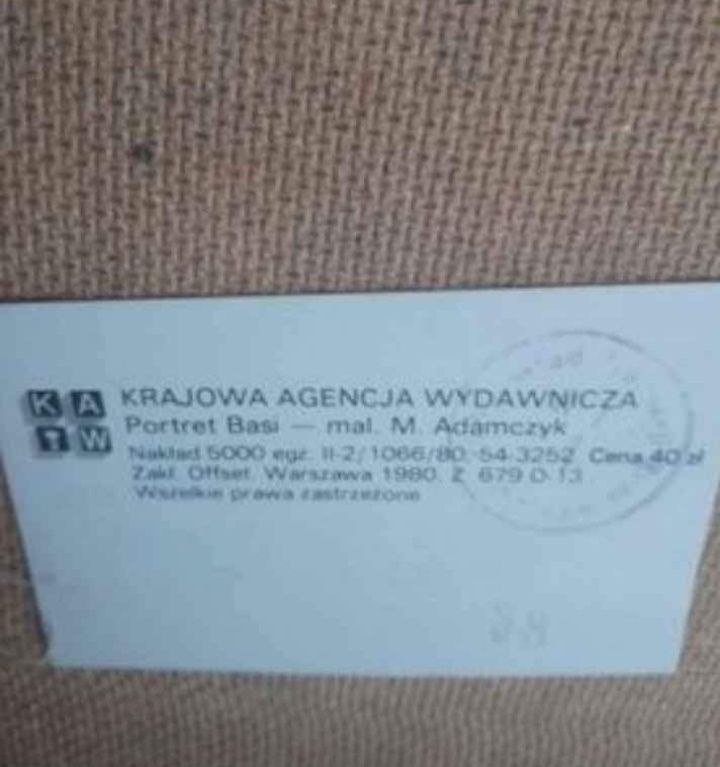 K A
T W
KRAJOWA AGENCJA WYDAWNICZA
Portret Basi — mal. M. Adamczyk
Nakład 5000 egz. II-2/1066/80. 54-3252 Cena 40 zł
Zakł. Offset. Warszawa 1980. Z. 679 0-13
Wszelkie prawa zastrzeżone